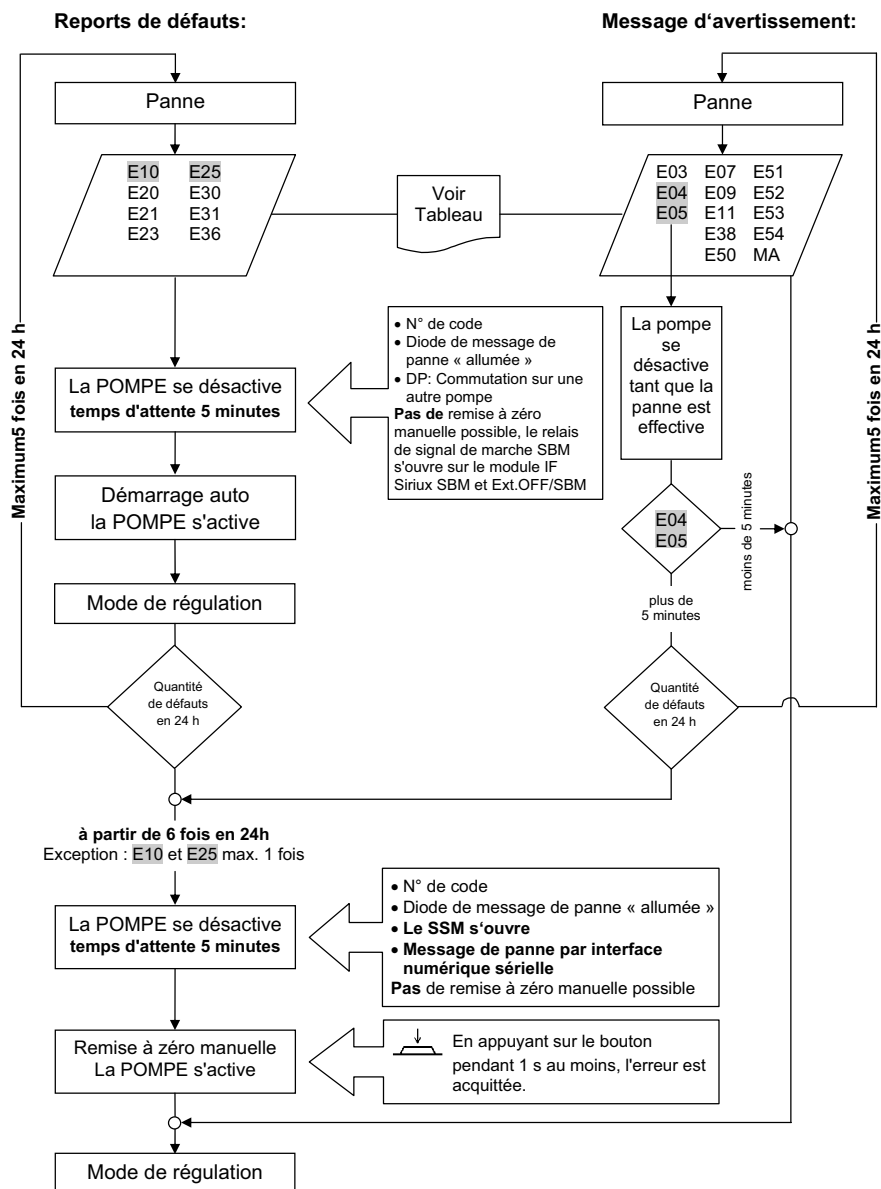 Reports de défauts:
Message d‘avertissement:
Panne
Panne
E10 E25
E20 E30
E21 E31
E23 E36
Voir
Tableau
E03 E07 E51
E04 E09 E52
E05 E11 E53
E38 E54
E50 MA
Maximum5 fois en 24 h
Maximum5 fois en 24 h
La POMPE se désactive
temps d'attente 5 minutes
• N° de code
• Diode de message de
panne « allumée »
• DP: Commutation sur une
autre pompe
Pas de remise à zéro
manuelle possible, le relais
de signal de marche SBM
s'ouvre sur le module IF
Siriux SBM et Ext.OFF/SBM
La pompe
se
désactive
tant que la
panne est
effective
Démarrage auto
la POMPE s'active
E04
E05
moins de 5 minutes
Mode de régulation
plus de
5 minutes
Quantité
de défauts
en 24 h
Quantité
de défauts
en 24 h
à partir de 6 fois en 24h
Exception : E10 et E25 max. 1 fois
La POMPE se désactive
temps d'attente 5 minutes
• N° de code
• Diode de message de panne « allumée »
• Le SSM s‘ouvre
• Message de panne par interface
numérique sérielle
Pas de remise à zéro manuelle possible
Remise à zéro manuelle
La POMPE s'active
En appuyant sur le bouton
pendant 1 s au moins, l'erreur est
acquittée.
Mode de régulation